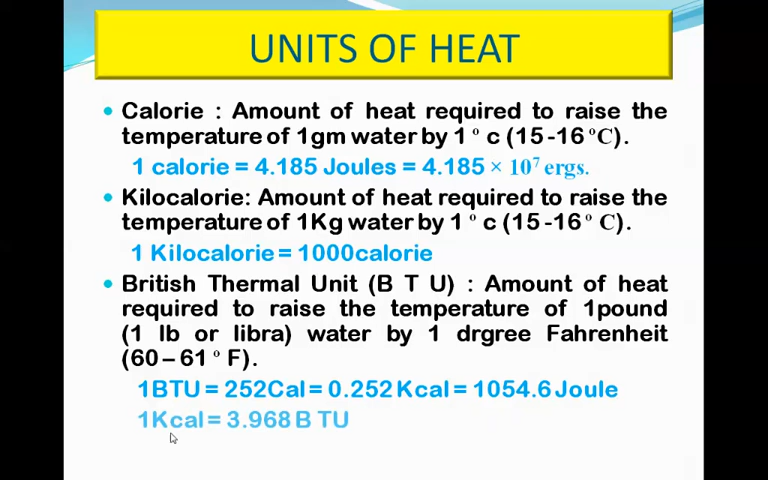 UNITS OF HEAT
• Calorie : Amount of heat required to raise the
temperature of 1gm water by 1 º c (15 -16 ºC).
1 calorie = 4.185 Joules = 4.185 × 10⁷ ergs.
• Kilocalorie: Amount of heat required to raise the
temperature of 1Kg water by 1 º c (15 -16 º C).
1 Kilocalorie = 1000calorie
• British Thermal Unit (B T U) : Amount of heat
required to raise the temperature of 1pound
(1 lb or libra) water by 1 drgree Fahrenheit
(60 – 61 º F).
1BTU = 252Cal = 0.252 Kcal = 1054.6 Joule
1Kcal = 3.968 B TU